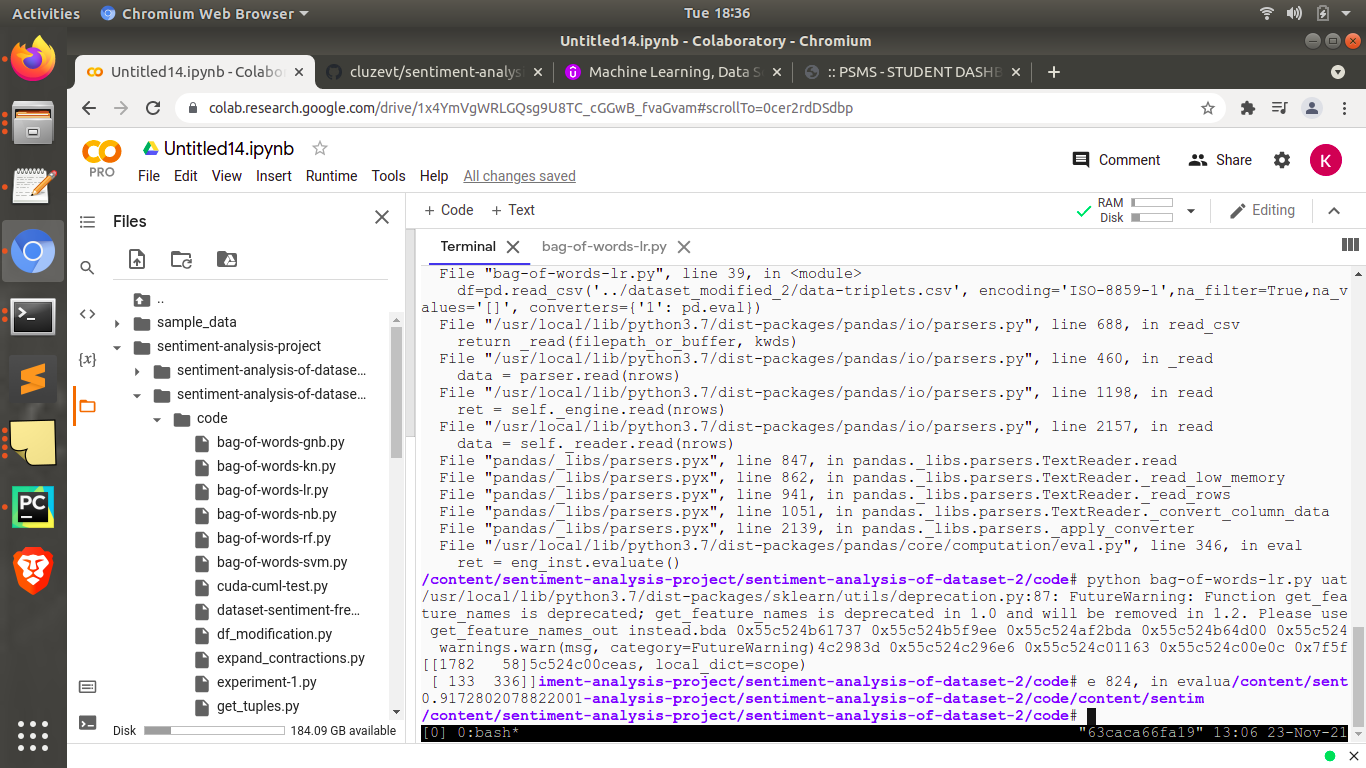 Activities
Chromium Web Browser
Tue 18:36
Untitled14.ipynb - Colaboratory - Chromium
Untitled14.ipynb - Colabo
cluzevt/sentiment-analysi
Machine Learning, Data S
:: PSMS - STUDENT DASHB
colab.research.google.com/drive/1x4YmVgWRLGQsg9U8TC_cGGwB_fvaGvam#scrollTo=0cer2rdDSdbp
PRO
Untitled14.ipynb
File Edit View Insert Runtime Tools Help All changes saved
Comment
Share
K
Files
+ Code + Text
RAM
Disk
Editing
Terminal
bag-of-words-lr.py
..
sample_data
sentiment-analysis-project
sentiment-analysis-of-datase...
sentiment-analysis-of-datase...
code
bag-of-words-gnb.py
bag-of-words-kn.py
bag-of-words-lr.py
bag-of-words-nb.py
bag-of-words-rf.py
bag-of-words-svm.py
cuda-cuml-test.py
dataset-sentiment-fre...
df_modification.py
expand_contractions.py
experiment-1.py
get_tuples.py
Disk
184.09 GB available
{x}
PC
File "bag-of-words-lr.py", line 39, in <module>
df=pd.read_csv('../dataset_modified_2/data-triplets.csv', encoding='ISO-8859-1',na_filter=True,na_v
alues='[]', converters={'1': pd.eval})
File "/usr/local/lib/python3.7/dist-packages/pandas/io/parsers.py", line 688, in read_csv
return _read(filepath_or_buffer, kwds)
File "/usr/local/lib/python3.7/dist-packages/pandas/io/parsers.py", line 460, in _read
data = parser.read(nrows)
File "/usr/local/lib/python3.7/dist-packages/pandas/io/parsers.py", line 1198, in read
ret = self._engine.read(nrows)
File "/usr/local/lib/python3.7/dist-packages/pandas/io/parsers.py", line 2157, in read
data = self._reader.read(nrows)
File "pandas/_libs/parsers.pyx", line 847, in pandas._libs.parsers.TextReader.read
File "pandas/_libs/parsers.pyx", line 862, in pandas._libs.parsers.TextReader._read_low_memory
File "pandas/_libs/parsers.pyx", line 941, in pandas._libs.parsers.TextReader._read_rows
File "pandas/_libs/parsers.pyx", line 1051, in pandas._libs.parsers.TextReader._convert_column_data
File "pandas/_libs/parsers.pyx", line 2139, in pandas._libs.parsers._apply_converter
File "/usr/local/lib/python3.7/dist-packages/pandas/core/computation/eval.py", line 346, in eval
ret = eng_inst.evaluate()
/content/sentiment-analysis-project/sentiment-analysis-of-dataset-2/code# python bag-of-words-lr.py uat
/usr/local/lib/python3.7/dist-packages/sklearn/utils/deprecation.py:87: FutureWarning: Function get_fea
ture_names is deprecated; get_feature_names is deprecated in 1.0 and will be removed in 1.2. Please use
get_feature_names_out instead.bda 0x55c524b61737 0x55c524b5f9ee 0x55c524af2bda 0x55c524b64d00 0x55c524
warnings.warn(msg, category=FutureWarning)4c2983d 0x55c524c296e6 0x55c524c01163 0x55c524c00e0c 0x7f5f
[[1782 58]5c524c00ceas, local_dict=scope)
[ 133 336]]iment-analysis-project/sentiment-analysis-of-dataset-2/code# e 824, in evalua/content/sent
0.9172802078822001-analysis-project/sentiment-analysis-of-dataset-2/code/content/sentim
/content/sentiment-analysis-project/sentiment-analysis-of-dataset-2/code#
[0] 0:bash* "63caca66fa19" 13:06 23-Nov-21